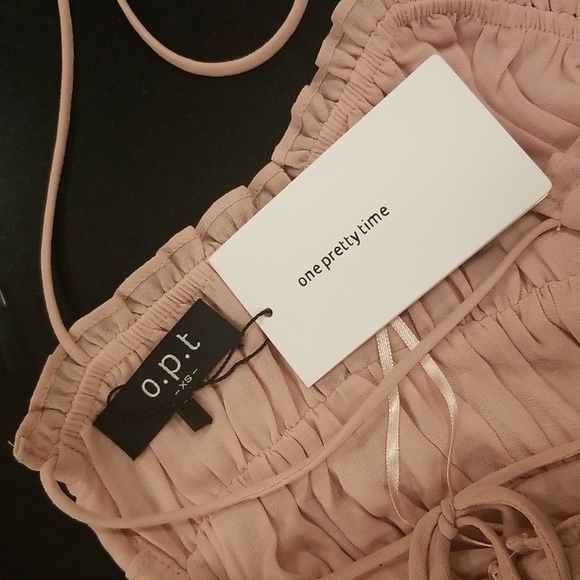 one pretty time
o.p.t
-xs-